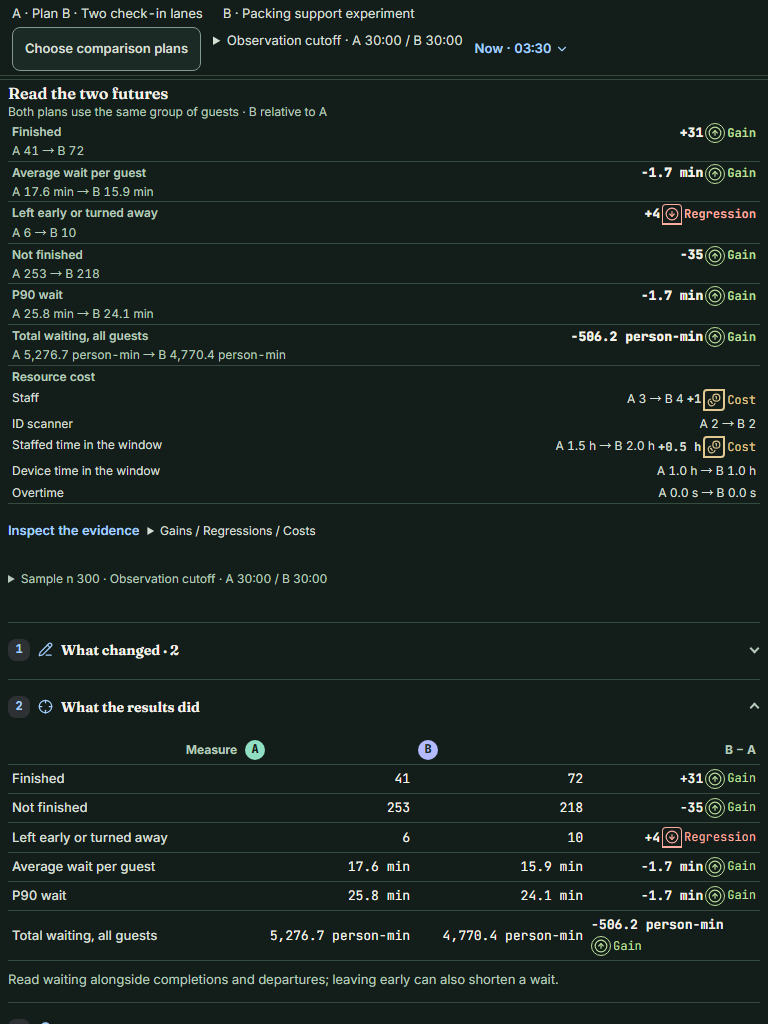 A · Plan B · Two check-in lanes B · Packing support experiment
Choose comparison plans ▶ Observation cutoff · A 30:00 / B 30:00 Now · 03:30
Read the two futures
Both plans use the same group of guests · B relative to A
Finished +31 Gain
A 41 → B 72
Average wait per guest -1.7 min Gain
A 17.6 min → B 15.9 min
Left early or turned away +4 Regression
A 6 → B 10
Not finished -35 Gain
A 253 → B 218
P90 wait -1.7 min Gain
A 25.8 min → B 24.1 min
Total waiting, all guests -506.2 person-min Gain
A 5,276.7 person-min → B 4,770.4 person-min
Resource cost
Staff A 3 → B 4 +1 Cost
ID scanner A 2 → B 2
Staffed time in the window A 1.5 h → B 2.0 h +0.5 h Cost
Device time in the window A 1.0 h → B 1.0 h
Overtime A 0.0 s → B 0.0 s
Inspect the evidence ▶ Gains / Regressions / Costs
▶ Sample n 300 · Observation cutoff · A 30:00 / B 30:00
1 What changed · 2
2 What the results did
Measure A B B − A
Finished 41 72 +31 Gain
Not finished 253 218 -35 Gain
Left early or turned away 6 10 +4 Regression
Average wait per guest 17.6 min 15.9 min -1.7 min Gain
P90 wait 25.8 min 24.1 min -1.7 min Gain
Total waiting, all guests 5,276.7 person-min 4,770.4 person-min -506.2 person-min Gain
Read waiting alongside completions and departures; leaving early can also shorten a wait.